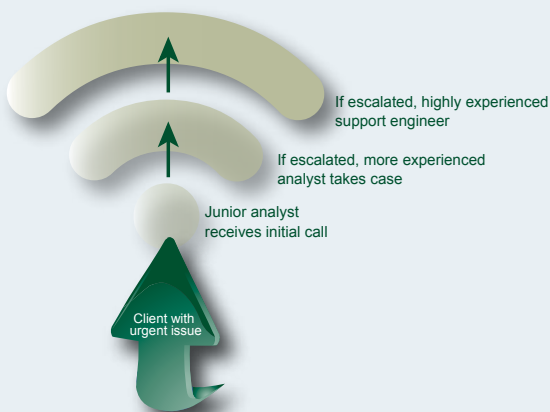 If escalated, highly experienced
support engineer
If escalated, more experienced
analyst takes case
Junior analyst
receives initial call
Client with
urgent issue